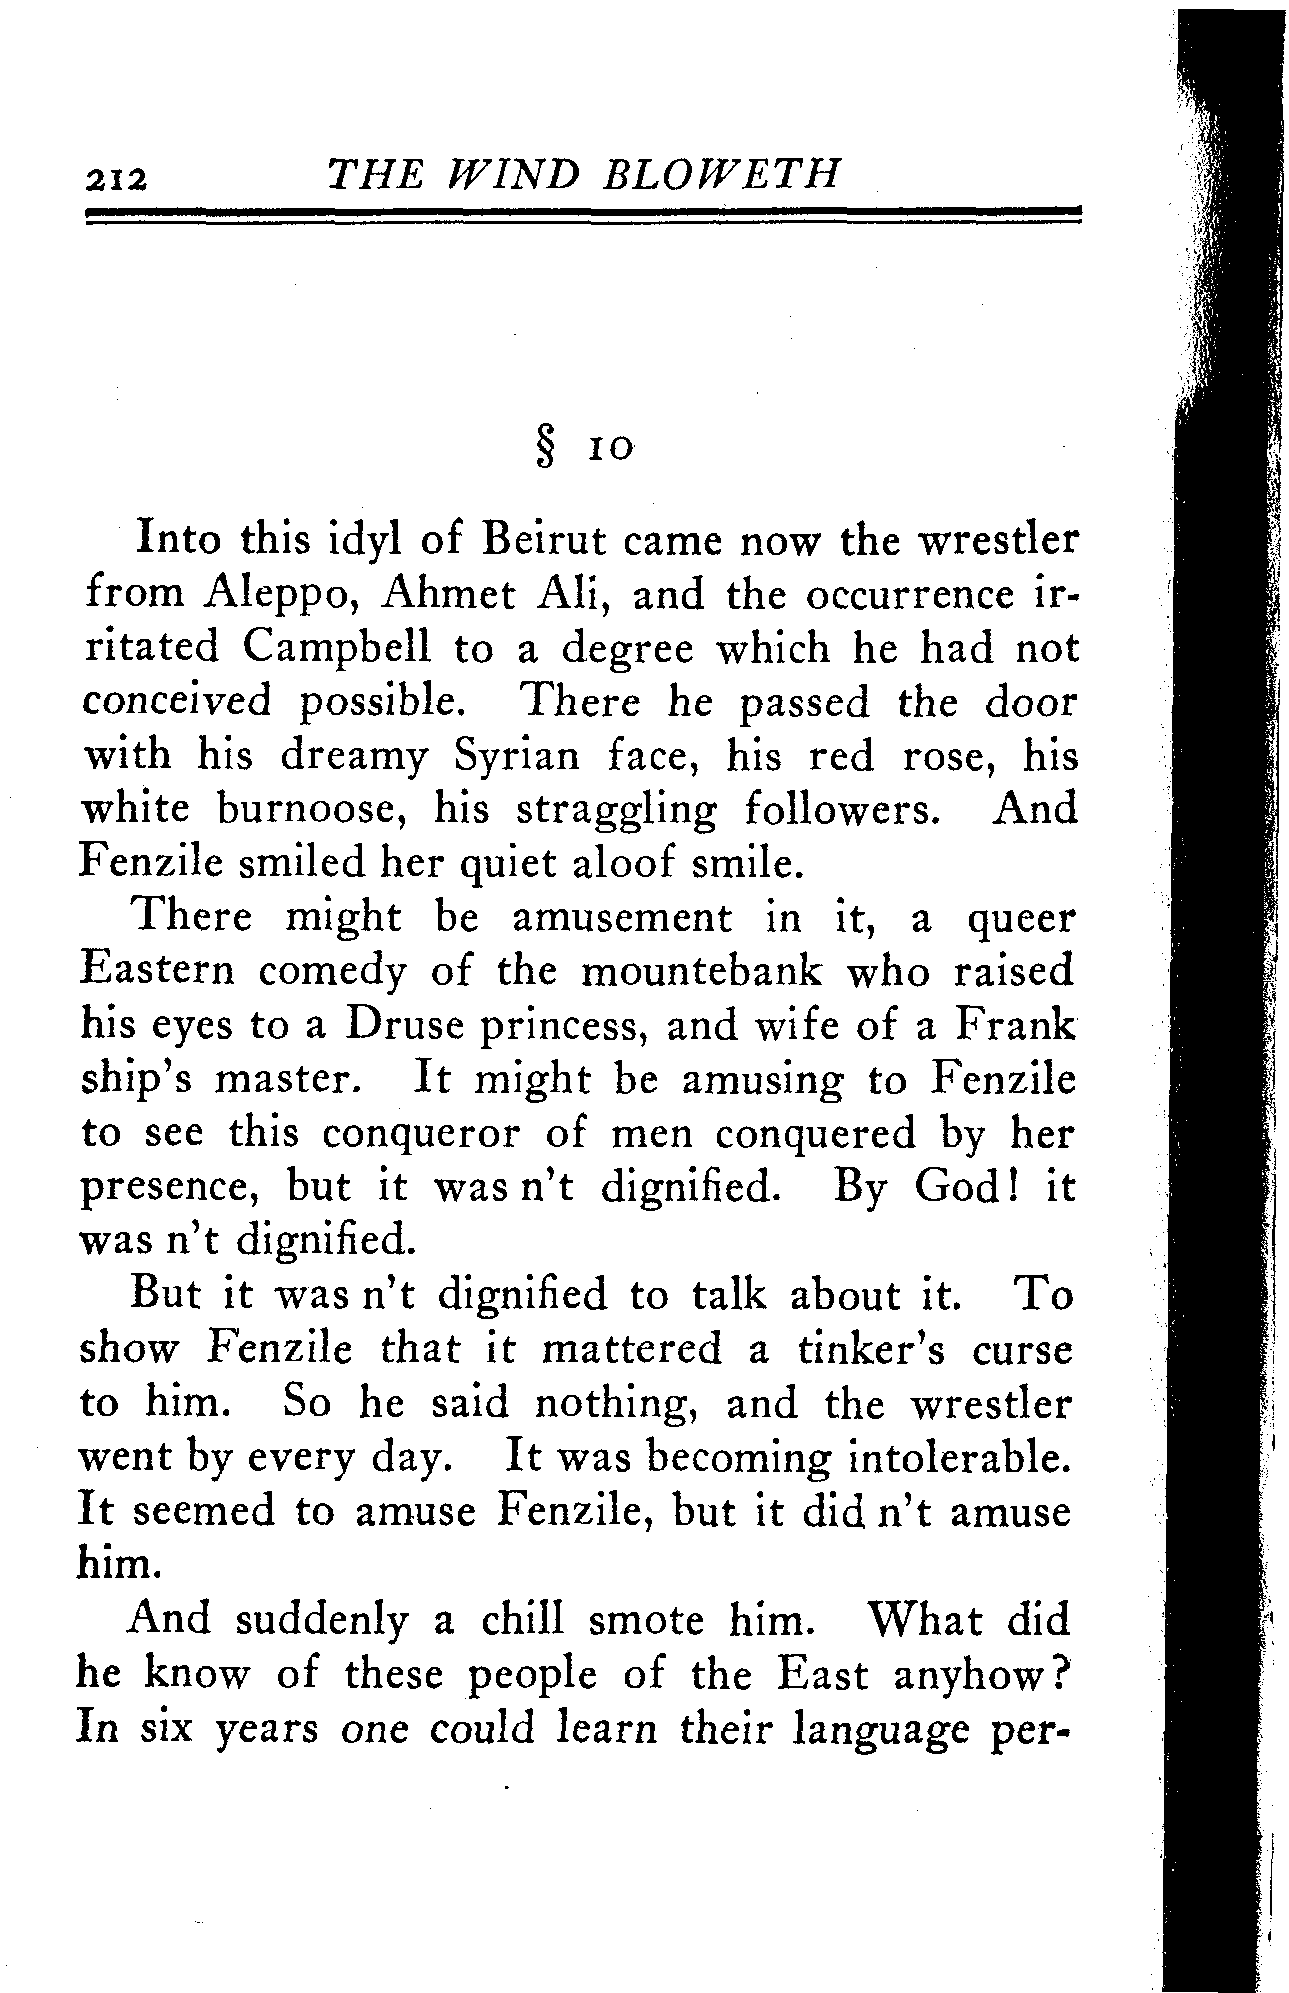 212 THE WIND BLOWETH
§ 10
Into this idyl of Beirut came now the wrestler
from Aleppo, Ahmet Ali, and the occurrence ir-
ritated Campbell to a degree which he had not
conceived possible. There he passed the door
with his dreamy Syrian face, his red rose, his
white burnoose, his straggling followers. And
Fenzile smiled her quiet aloof smile.
There might be amusement in it, a queer
Eastern comedy of the mountebank who raised
his eyes to a Druse princess, and wife of a Frank
ship's master. It might be amusing to Fenzile
to see this conqueror of men conquered by her
presence, but it was n't dignified. By God! it
was n't dignified.
But it was n't dignified to talk about it. To
show Fenzile that it mattered a tinker's curse
to him. So he said nothing, and the wrestler
went by every day. It was becoming intolerable.
It seemed to amuse Fenzile, but it did n't amuse
him.
And suddenly a chill smote him. What did
he know of these people of the East anyhow?
In six years one could learn their language per-